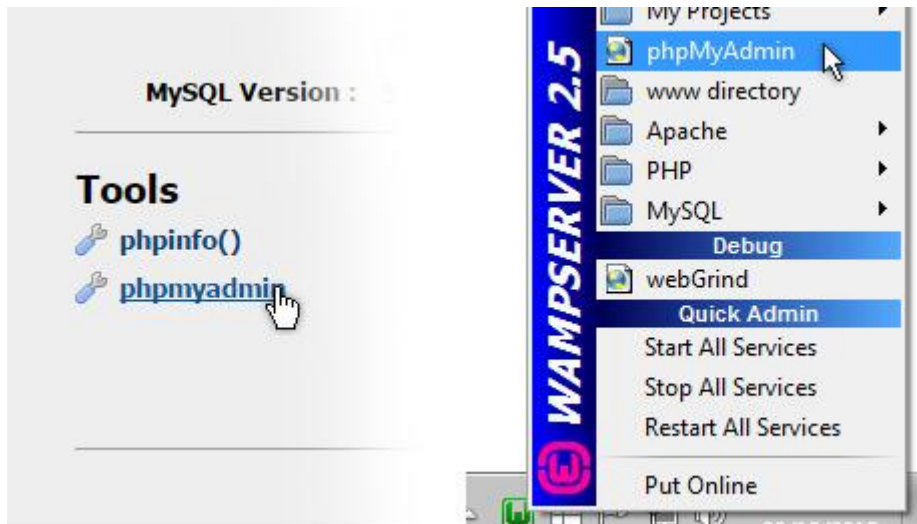 MySQL Version :
Tools
phpinfo()
phpmyadmin
WAMPSERVER 2.5
My Projects
phpMyAdmin
www directory
Apache
PHP
MySQL
Debug
webGrind
Quick Admin
Start All Services
Stop All Services
Restart All Services
Put Online